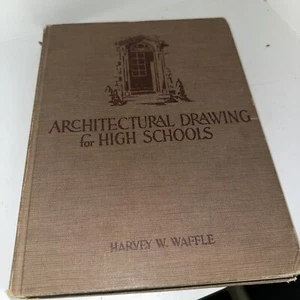 ARCHITECTURAL DRAWING
for HIGH SCHOOLS
HARVEY W. WAFFLE